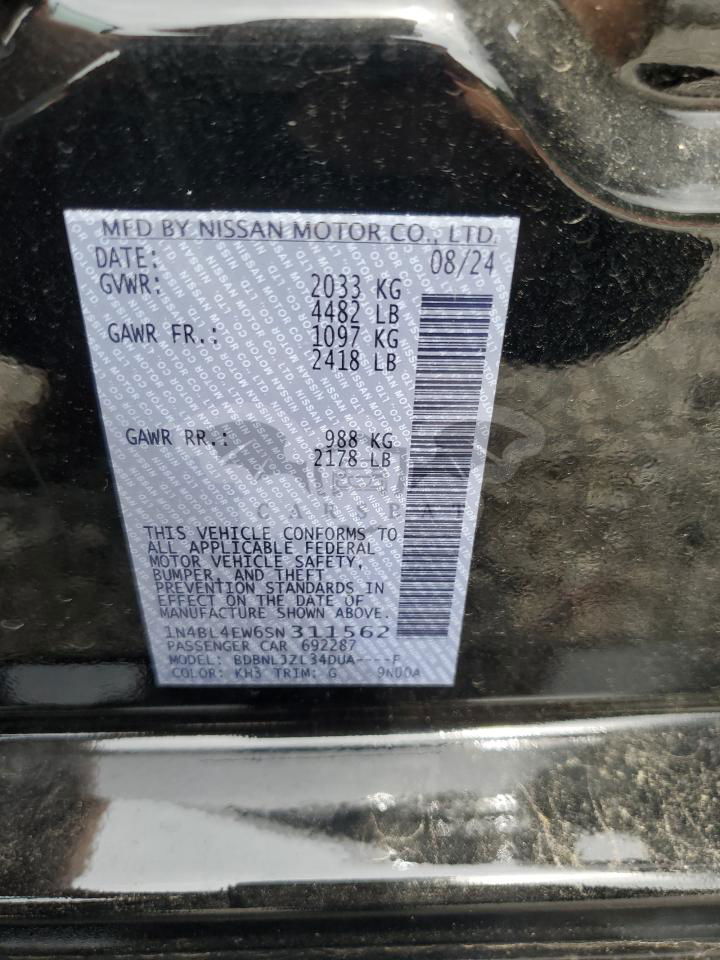 MFD BY NISSAN MOTOR CO., LTD.
DATE: 08/24
GVWR: 2033 KG
4482 LB
GAWR FR.: 1097 KG
2418 LB
GAWR RR.: 988 KG
2178 LB
CARSPAT
THIS VEHICLE CONFORMS TO
ALL APPLICABLE FEDERAL
MOTOR VEHICLE SAFETY,
BUMPER, AND THEFT
PREVENTION STANDARDS IN
EFFECT ON THE DATE OF
MANUFACTURE SHOWN ABOVE.
1N4BL4EW6SN311562
PASSENGER CAR 692287
MODEL: BDBNLJZL34DUA----F
COLOR: KH3 TRIM: G 9N00A